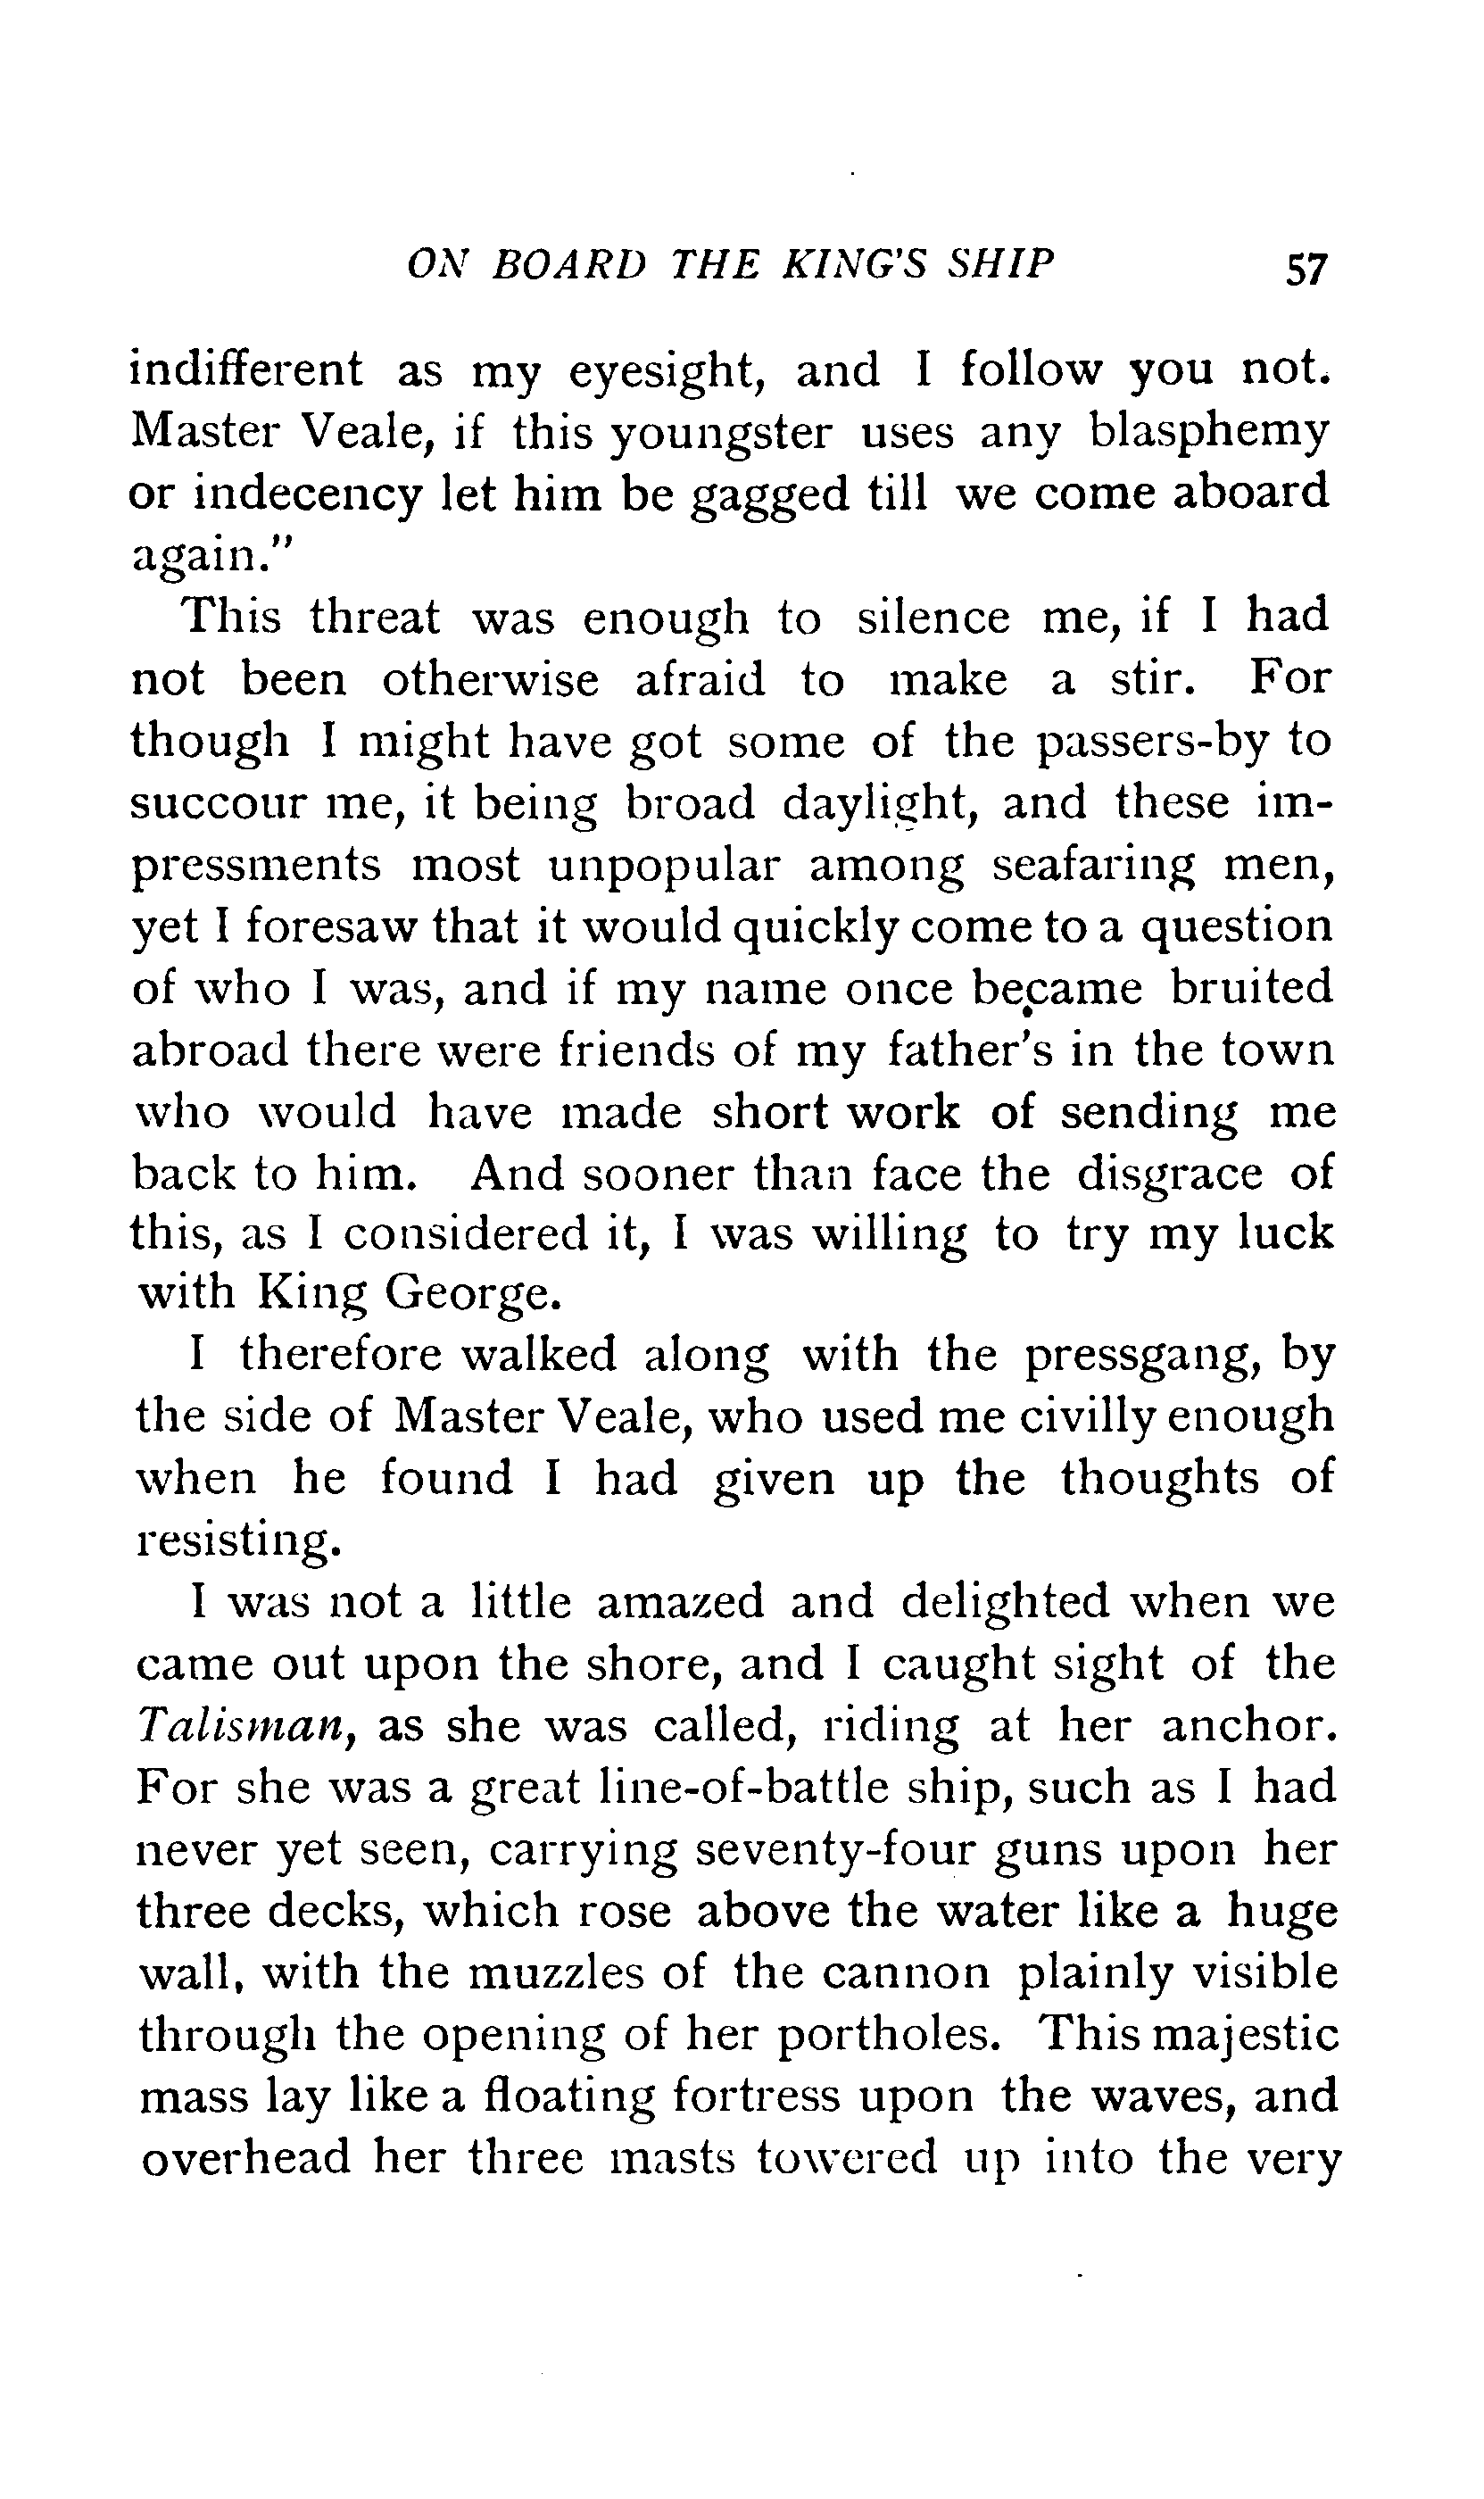 ON BOARD THE KING'S SHIP 57
indifferent as my eyesight, and I follow you not.
Master Veale, if this youngster uses any blasphemy
or indecency let him be gagged till we come aboard
again."
This threat was enough to silence me, if I had
not been otherwise afraid to make a stir. For
though I might have got some of the passers-by to
succour me, it being broad daylight, and these im-
pressments most unpopular among seafaring men,
yet I foresaw that it would quickly come to a question
of who I was, and if my name once became bruited
abroad there were friends of my father's in the town
who would have made short work of sending me
back to him. And sooner than face the disgrace of
this, as I considered it, I was willing to try my luck
with King George.
I therefore walked along with the pressgang, by
the side of Master Veale, who used me civilly enough
when he found I had given up the thoughts of
resisting.
I was not a little amazed and delighted when we
came out upon the shore, and I caught sight of the
Talisman, as she was called, riding at her anchor.
For she was a great line-of-battle ship, such as I had
never yet seen, carrying seventy-four guns upon her
three decks, which rose above the water like a huge
wall, with the muzzles of the cannon plainly visible
through the opening of her portholes. This majestic
mass lay like a floating fortress upon the waves, and
overhead her three masts towered up into the very